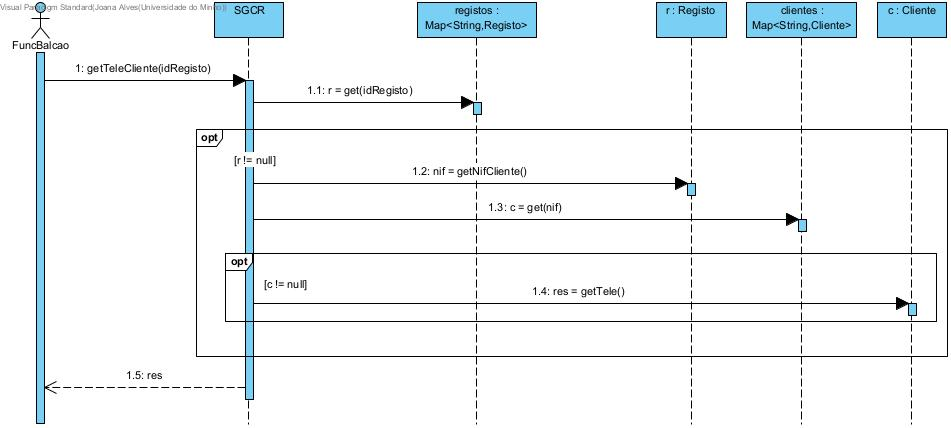 Visual Paradigm Standard(Joana Alves(Universidade do Minho))
FuncBalcao
SGCR
registos :
Map<String,Registo>
r : Registo
clientes :
Map<String,Cliente>
c : Cliente
1: getTeleCliente(idRegisto)
1.1: r = get(idRegisto)
opt
[r != null]
1.2: nif = getNifCliente()
1.3: c = get(nif)
opt
[c != null]
1.4: res = getTele()
1.5: res